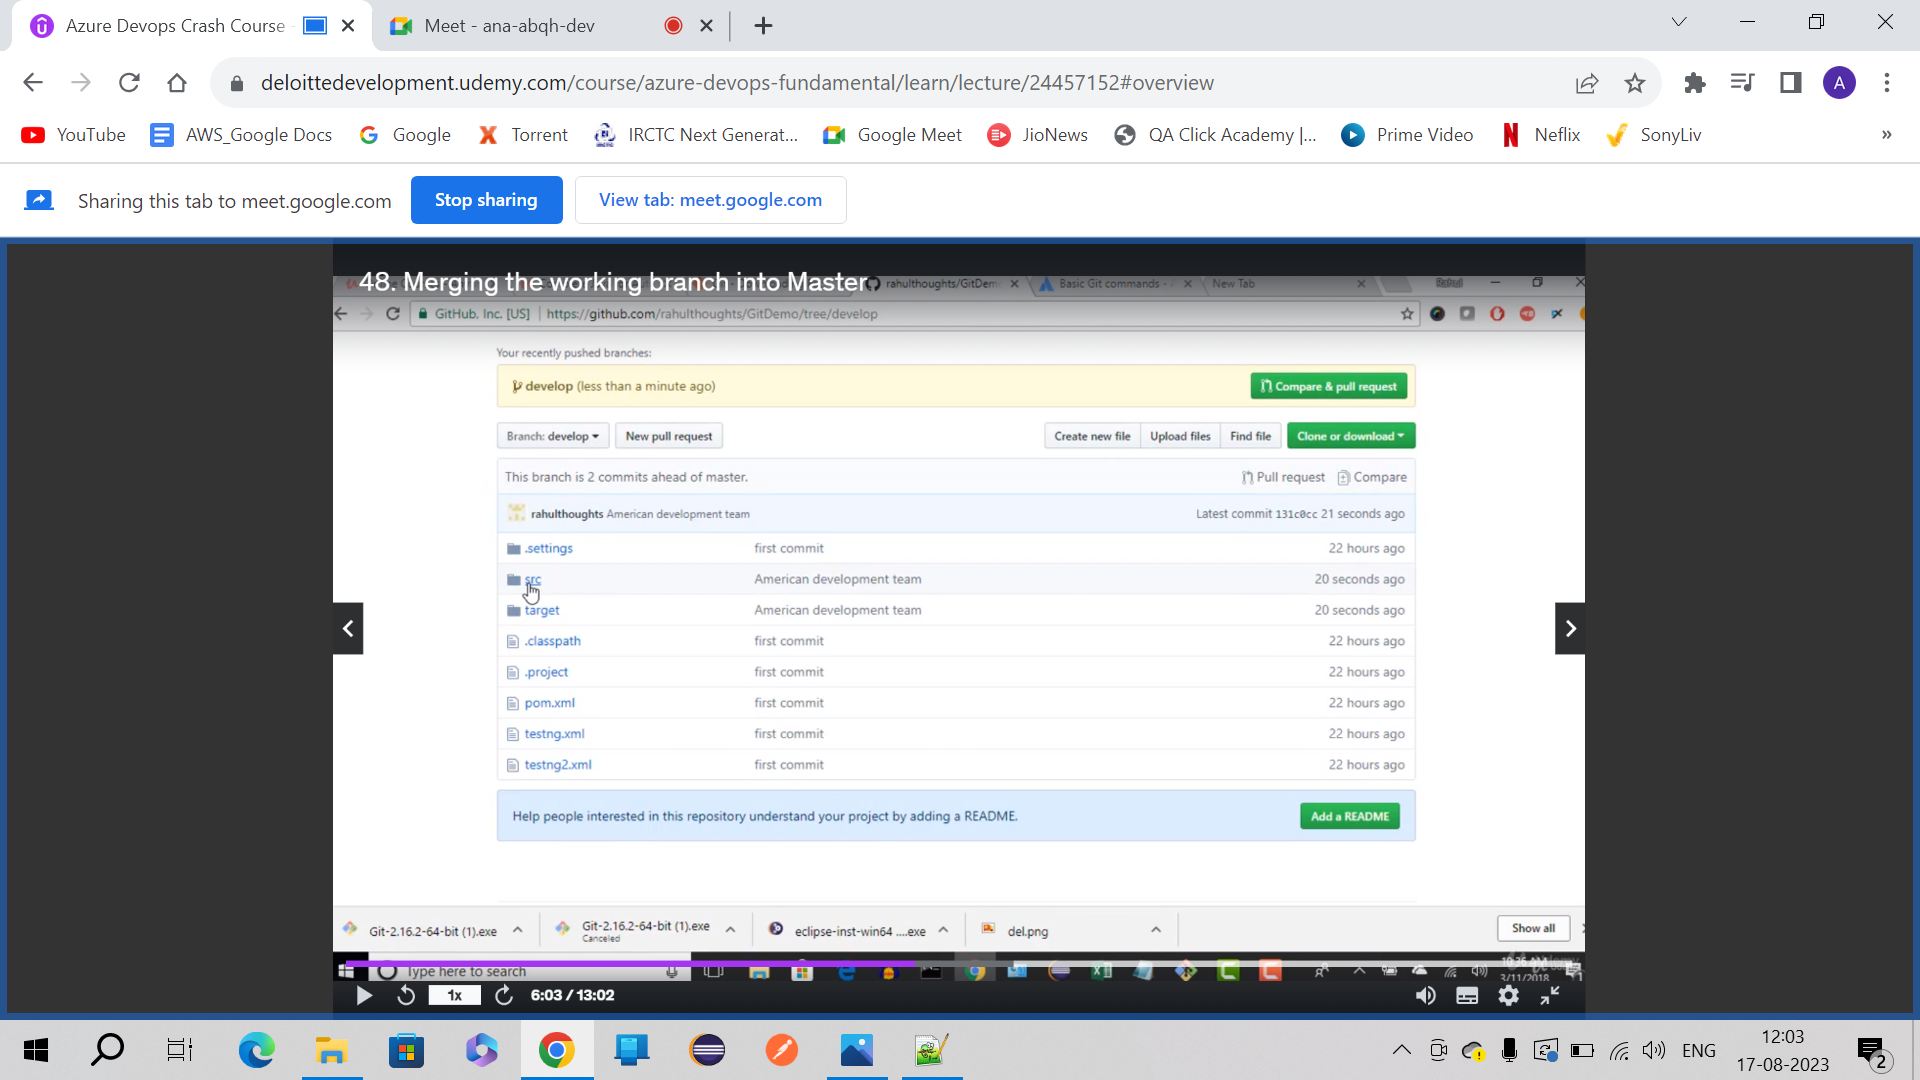 Azure Devops Crash Course
Meet - ana-abqh-dev
deloittedevelopment.udemy.com/course/azure-devops-fundamental/learn/lecture/24457152#overview
A
YouTube AWS_Google Docs Google Torrent IRCTC Next Generat... Google Meet JioNews QA Click Academy |... Prime Video Neflix SonyLiv »
Sharing this tab to meet.google.com Stop sharing View tab: meet.google.com
48. Merging the working branch into Master
rahulthoughts/GitDem Basic Git commands - New Tab
GitHub, Inc. [US] https://github.com/rahulthoughts/GitDemo/tree/develop
Your recently pushed branches:
develop (less than a minute ago) Compare & pull request
Branch: develop New pull request Create new file Upload files Find file Clone or download
This branch is 2 commits ahead of master. Pull request Compare
rahulthoughts American development team Latest commit 131c0cc 21 seconds ago
.settings first commit 22 hours ago
src American development team 20 seconds ago
target American development team 20 seconds ago
.classpath first commit 22 hours ago
.project first commit 22 hours ago
pom.xml first commit 22 hours ago
testng.xml first commit 22 hours ago
testng2.xml first commit 22 hours ago
Help people interested in this repository understand your project by adding a README. Add a README
Git-2.16.2-64-bit (1).exe Git-2.16.2-64-bit (1).exe eclipse-inst-win64 ....exe del.png Show all
Canceled
Type here to search 10:36 AM
3/11/2018
1x 6:03 / 13:02
ENG 12:03
17-08-2023 2